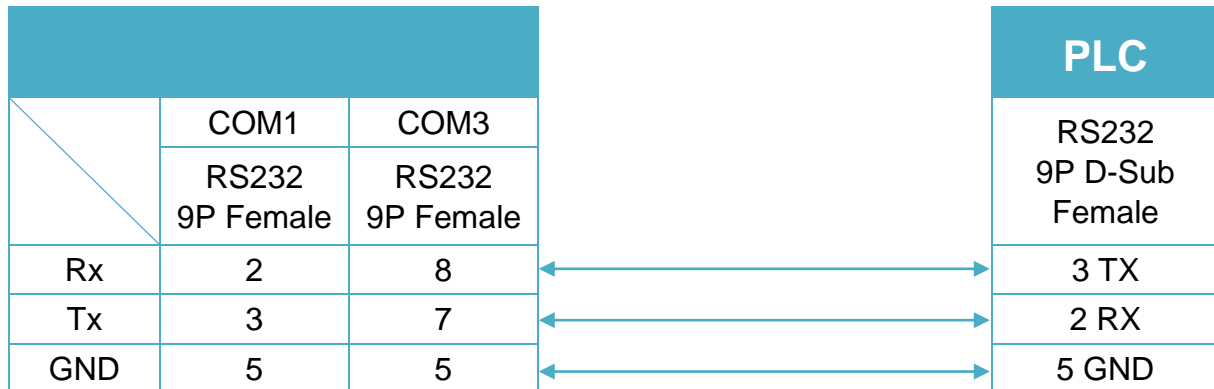 PLC
COM1 COM3
RS232
9P Female
RS232
9P Female
RS232
9P D-Sub
Female
Rx 2 8 3 TX
Tx 3 7 2 RX
GND 5 5 5 GND